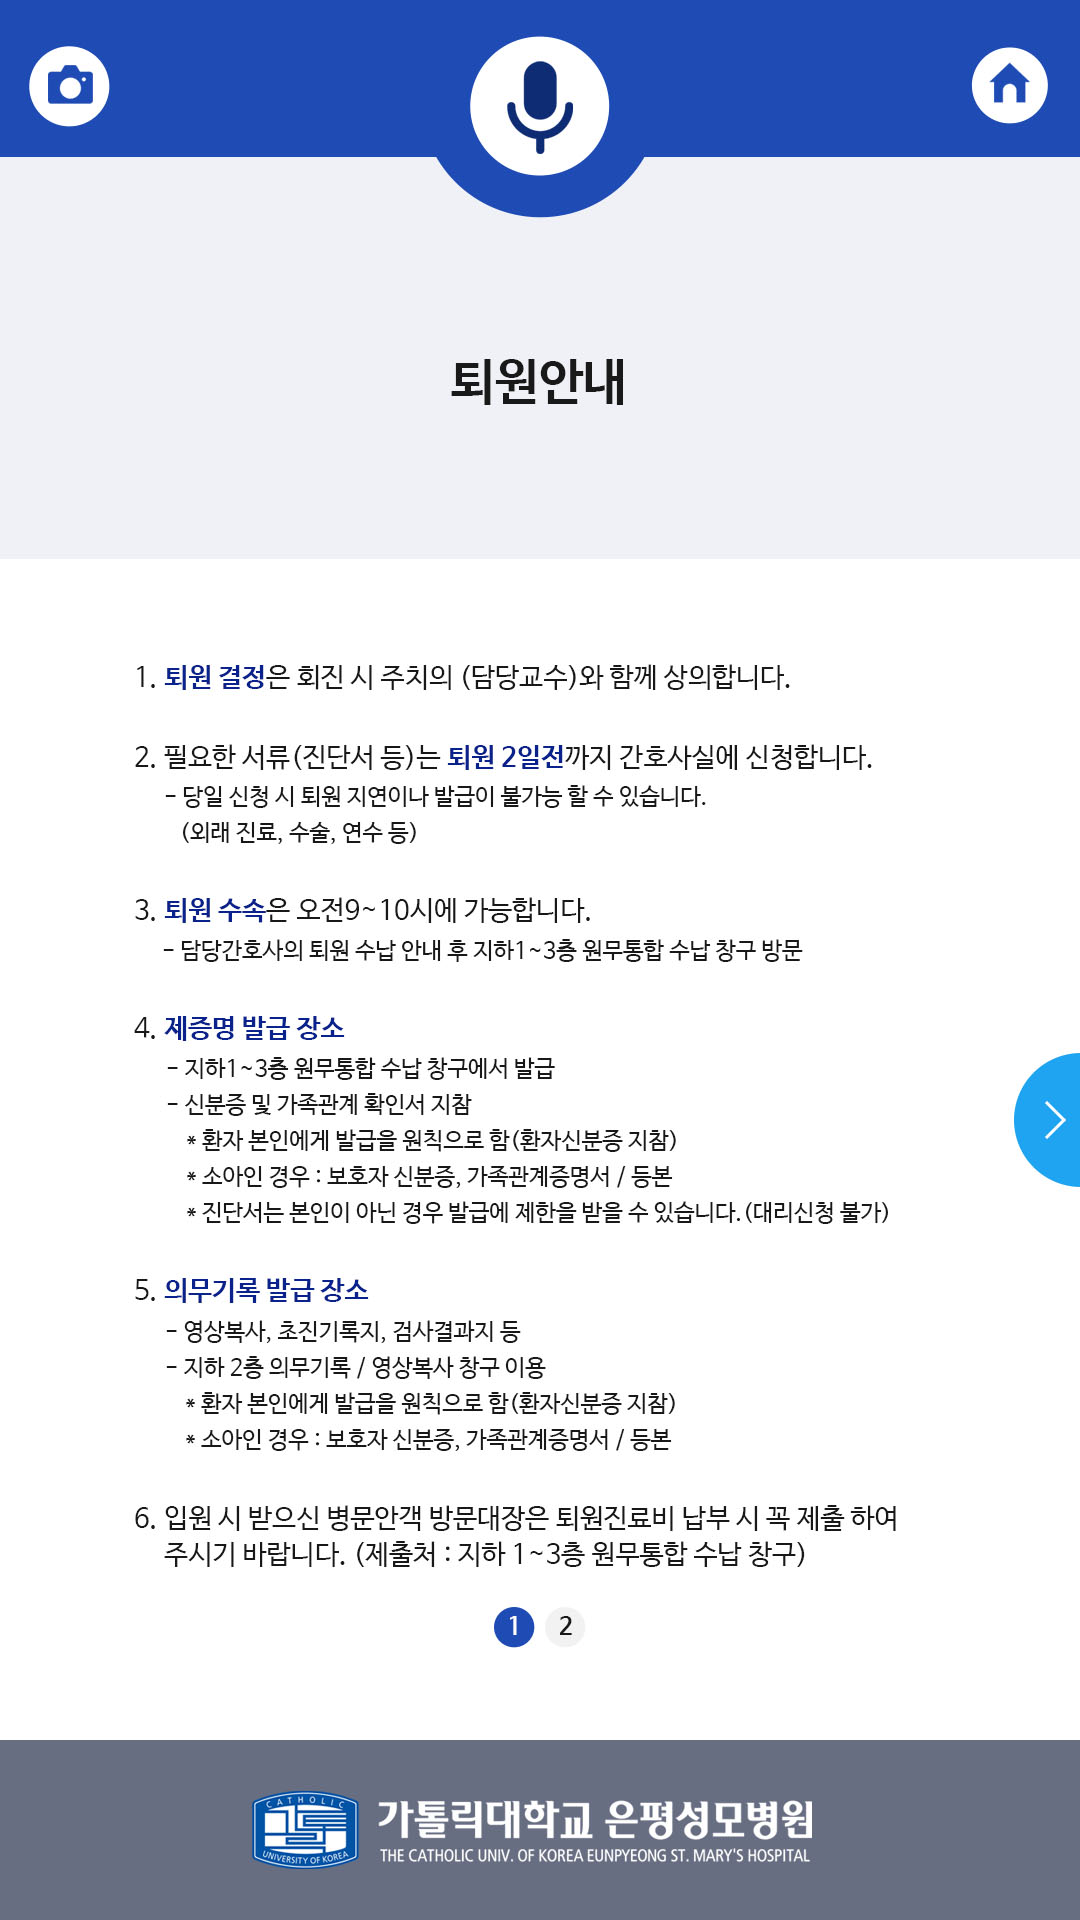 퇴원안내
1. 퇴원 결정은 회진 시 주치의 (담당교수)와 함께 상의합니다.
2. 필요한 서류(진단서 등)는 퇴원 2일전까지 간호사실에 신청합니다.
- 당일 신청 시 퇴원 지연이나 발급이 불가능 할 수 있습니다.
(외래 진료, 수술, 연수 등)
3. 퇴원 수속은 오전9~10시에 가능합니다.
- 담당간호사의 퇴원 수납 안내 후 지하1~3층 원무통합 수납 창구 방문
4. 제증명 발급 장소
- 지하1~3층 원무통합 수납 창구에서 발급
- 신분증 및 가족관계 확인서 지참
* 환자 본인에게 발급을 원칙으로 함(환자신분증 지참)
* 소아인 경우 : 보호자 신분증, 가족관계증명서 / 등본
* 진단서는 본인이 아닌 경우 발급에 제한을 받을 수 있습니다.(대리신청 불가)
5. 의무기록 발급 장소
- 영상복사, 초진기록지, 검사결과지 등
- 지하 2층 의무기록 / 영상복사 창구 이용
* 환자 본인에게 발급을 원칙으로 함(환자신분증 지참)
* 소아인 경우 : 보호자 신분증, 가족관계증명서 / 등본
6. 입원 시 받으신 병문안객 방문대장은 퇴원진료비 납부 시 꼭 제출 하여
주시기 바랍니다. (제출처 : 지하 1~3층 원무통합 수납 창구)
1 2
CATHOLIC
UNIVERSITY OF KOREA
가톨릭대학교 은평성모병원
THE CATHOLIC UNIV. OF KOREA EUNPYEONG ST. MARY'S HOSPITAL